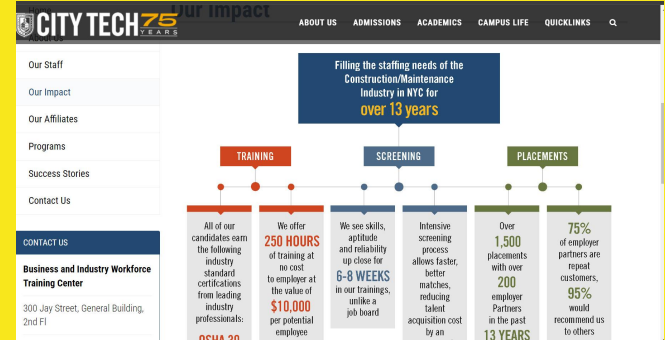 Our Impact
CITY TECH 75
YEARS
ABOUT US ADMISSIONS ACADEMICS CAMPUS LIFE QUICKLINKS
Home
About Us
Our Staff
Our Impact
Our Affiliates
Programs
Success Stories
Contact Us
CONTACT US
Business and Industry Workforce
Training Center
300 Jay Street, General Building,
2nd Fl
Filling the staffing needs of the
Construction/Maintenance
Industry in NYC for
over 13 years
TRAINING
SCREENING
PLACEMENTS
All of our
candidates earn
the following
industry
standard
certifcations
from leading
industry
professionals:
OSHA 30
We offer
250 HOURS
of training at
no cost
to employer at
the value of
$10,000
per potential
employee
We see skills,
aptitude
and reliability
up close for
6-8 WEEKS
in our trainings,
unlike a
job board
Intensive
screening
process
allows faster,
better
matches,
reducing
talent
acquisition cost
by an
Over
1,500
placements
with over
200
employer
Partners
in the past
13 YEARS
75%
of employer
partners are
repeat
customers,
95%
would
recommend us
to others